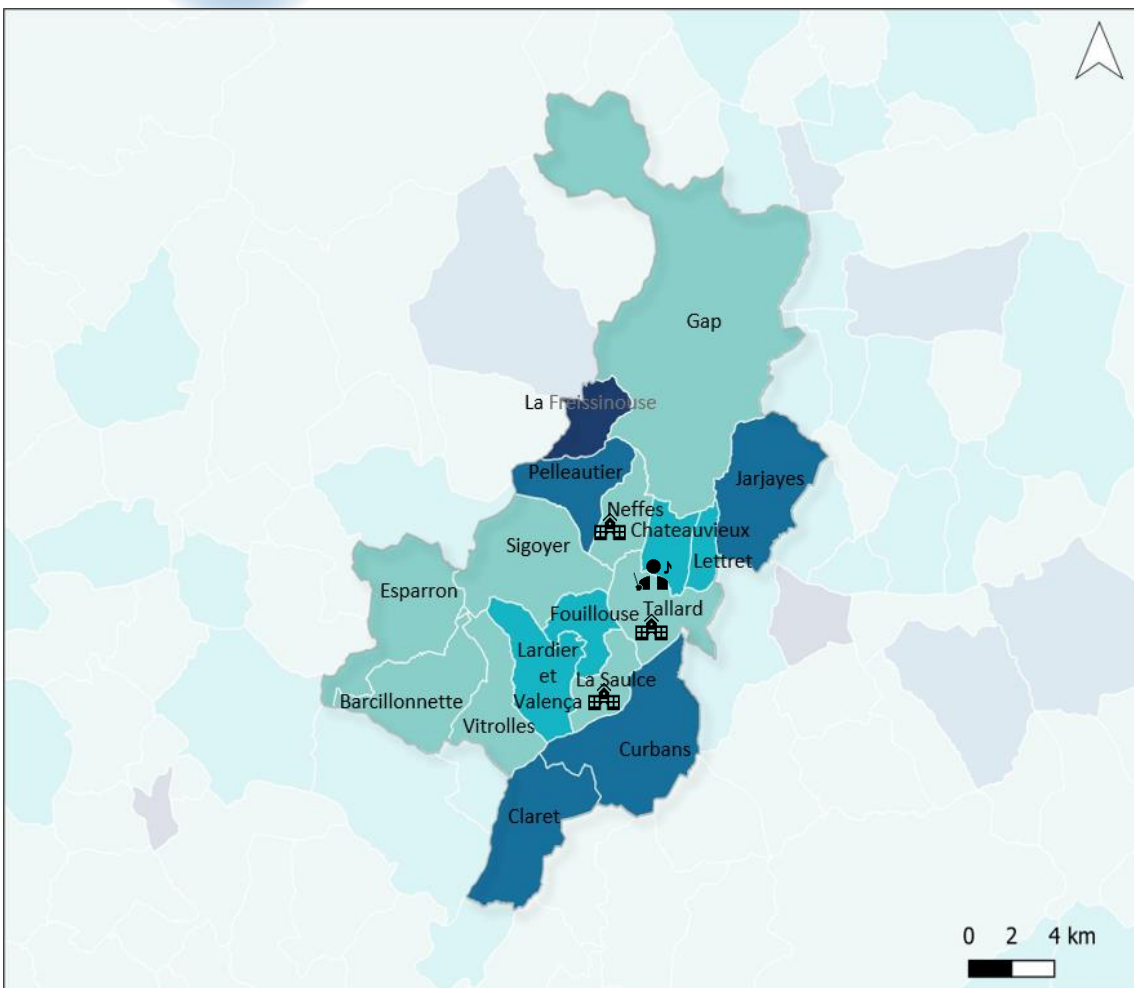 Gap
La Freissinouse
Pelleautier
Jarjayes
Neffes
Chateauvieux
Sigoyer
Lettret
Esparron
Fouillouse
Tallard
Lardier
et
Valença
La Saulce
Barcillonnette
Vitrolles
Curbans
Claret
0 2 4 km